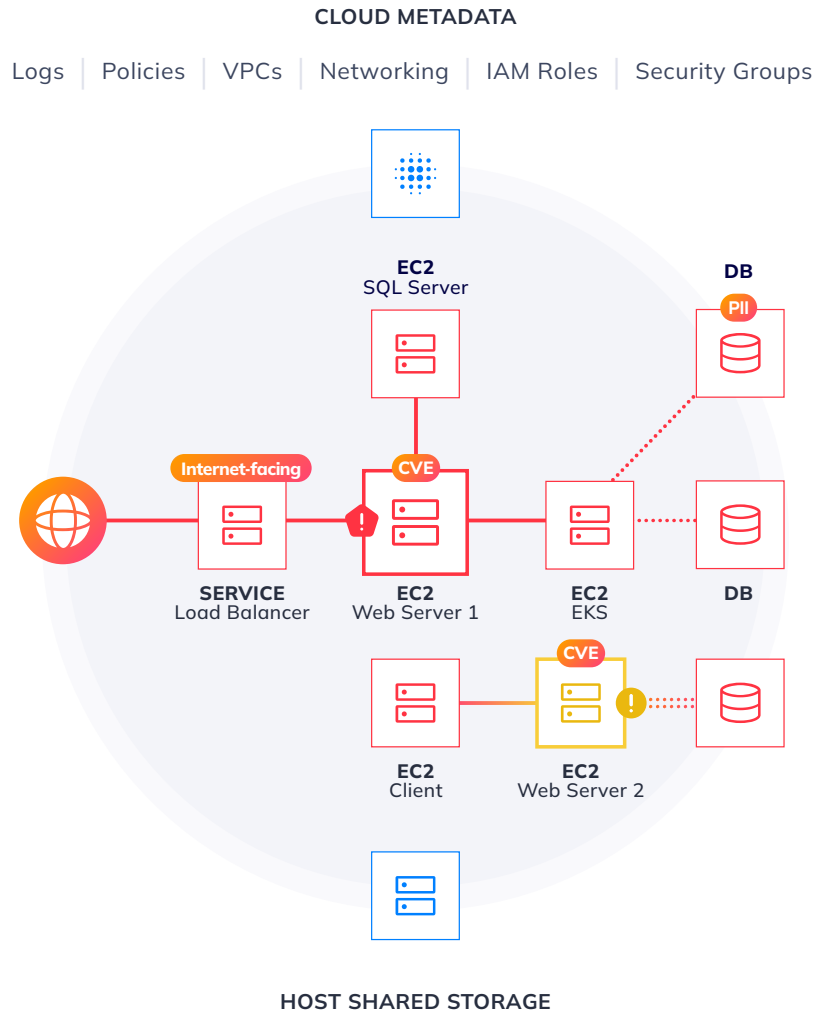 CLOUD METADATA
Logs | Policies | VPCs | Networking | IAM Roles | Security Groups
EC2
SQL Server
DB
PII
Internet-facing
CVE
SERVICE
Load Balancer
EC2
Web Server 1
EC2
EKS
DB
CVE
EC2
Client
EC2
Web Server 2
HOST SHARED STORAGE